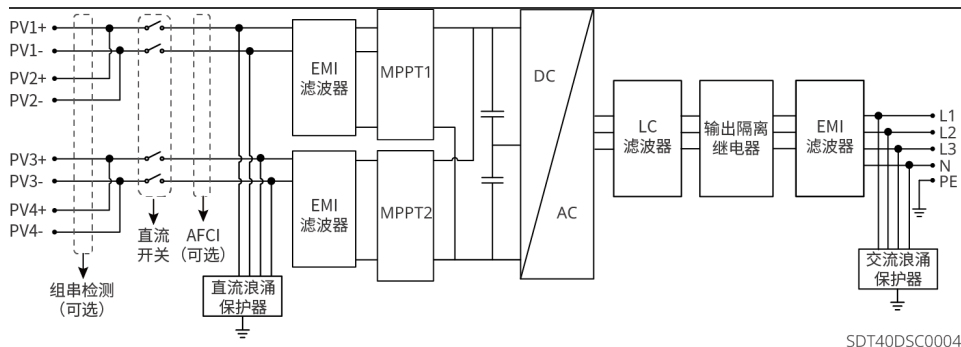 PV1+
PV1-
PV2+
PV2-
PV3+
PV3-
PV4+
PV4-
组串检测
（可选）
直流
开关
AFCI
（可选）
直流浪涌
保护器
EMI
滤波器
MPPT1
EMI
滤波器
MPPT2
DC
AC
LC
滤波器
输出隔离
继电器
EMI
滤波器
L1
L2
L3
N
PE
交流浪涌
保护器
SDT40DSC0004